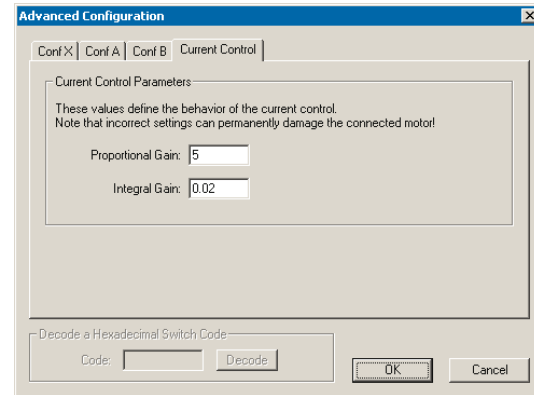 Advanced Configuration
Conf X Conf A Conf B Current Control
Current Control Parameters
These values define the behavior of the current control.
Note that incorrect settings can permanently damage the connected motor!
Proportional Gain: 5
Integral Gain: 0.02
Decode a Hexadecimal Switch Code
Code: Decode
OK Cancel